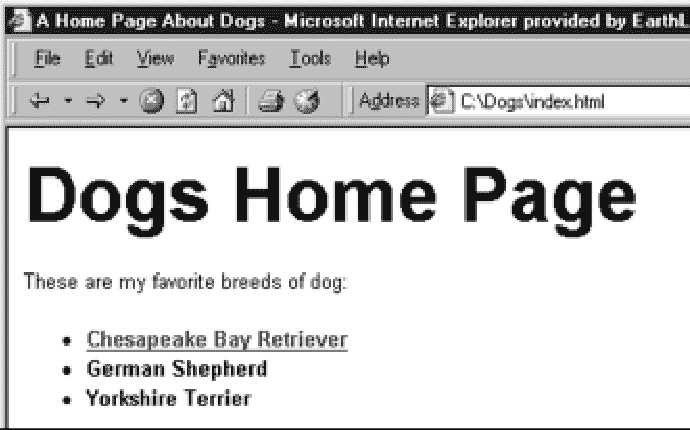 A Home Page About Dogs - Microsoft Internet Explorer provided by EarthL
File Edit View Favorites Tools Help
Address C:\Dogs\index.html
Dogs Home Page
These are my favorite breeds of dog:
• Chesapeake Bay Retriever
• German Shepherd
• Yorkshire Terrier